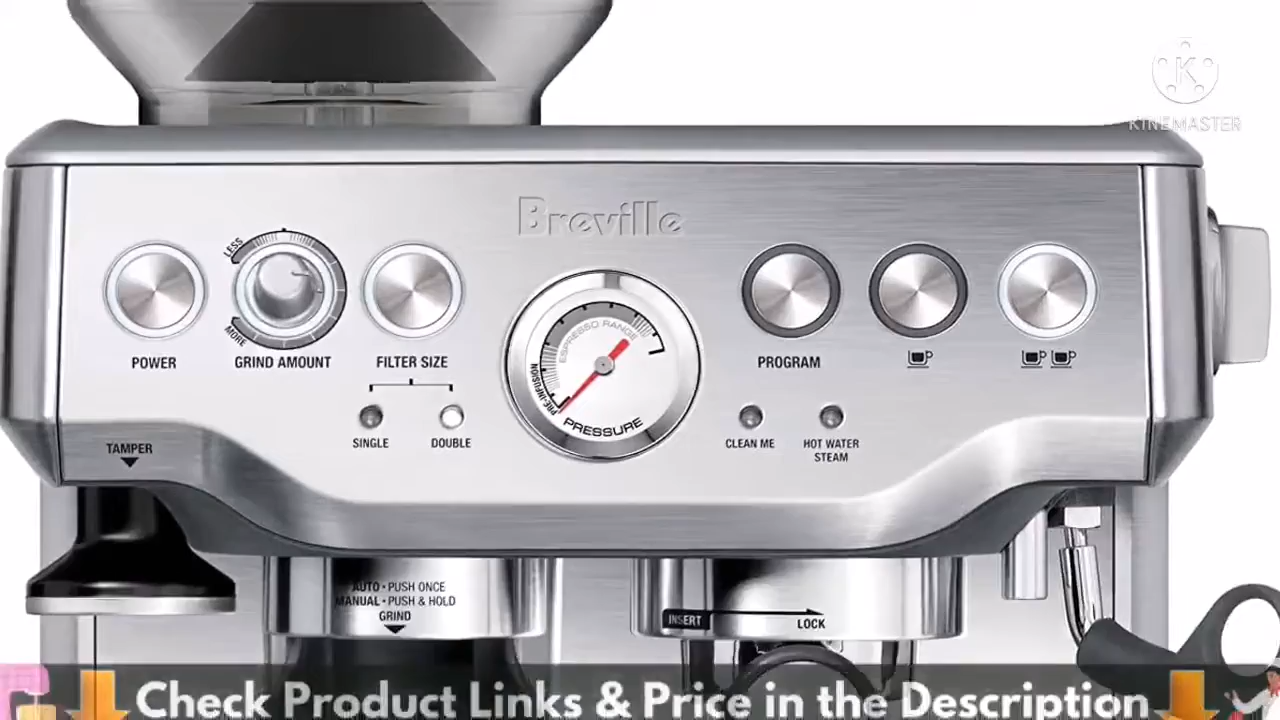 K
KINEMASTER
Breville
LESS
MORE
POWER
GRIND AMOUNT
FILTER SIZE
SINGLE
DOUBLE
ESPRESSO RANGE
PRE-INFUSION
PRESSURE
PROGRAM
CLEAN ME
HOT WATER
STEAM
TAMPER
AUTO • PUSH ONCE
MANUAL • PUSH & HOLD
GRIND
INSERT
LOCK
Check Product Links & Price in the Description